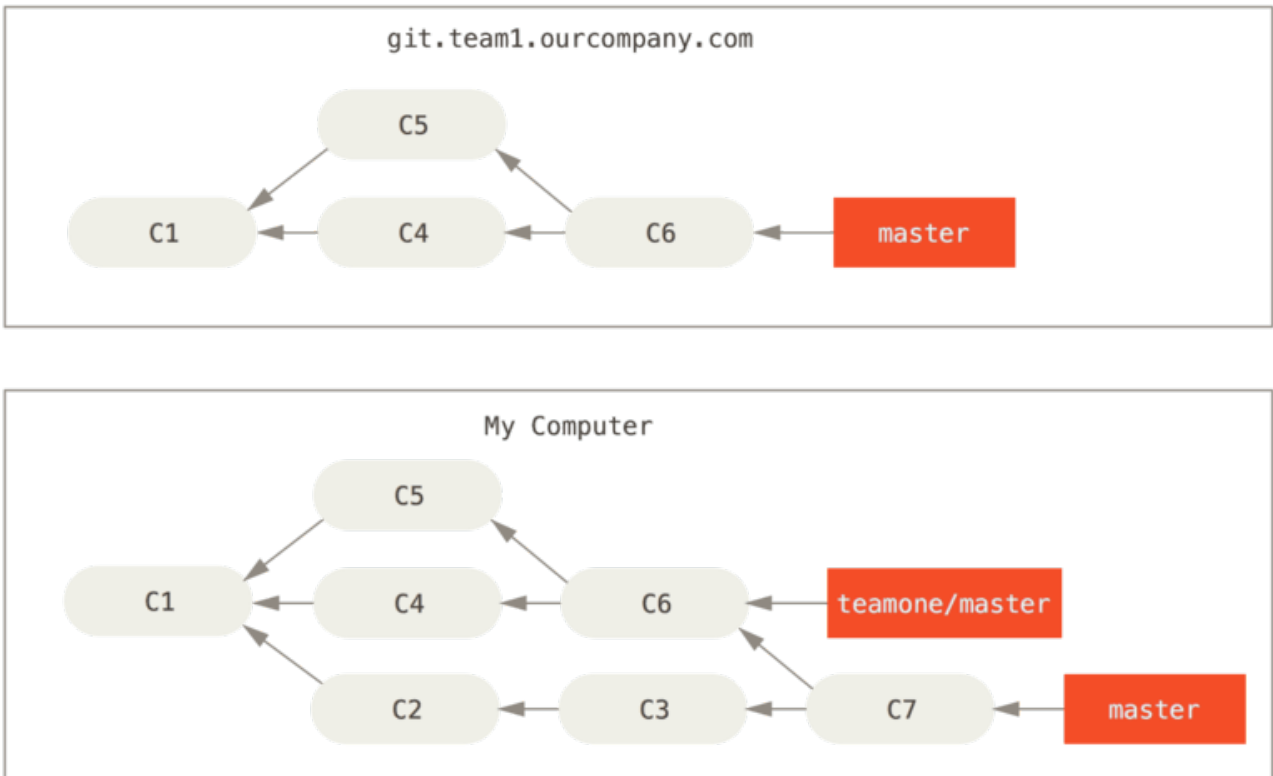 git.team1.ourcompany.com
C5
C1 C4 C6 master
My Computer
C5
C1 C4 C6 teamone/master
C2 C3 C7 master